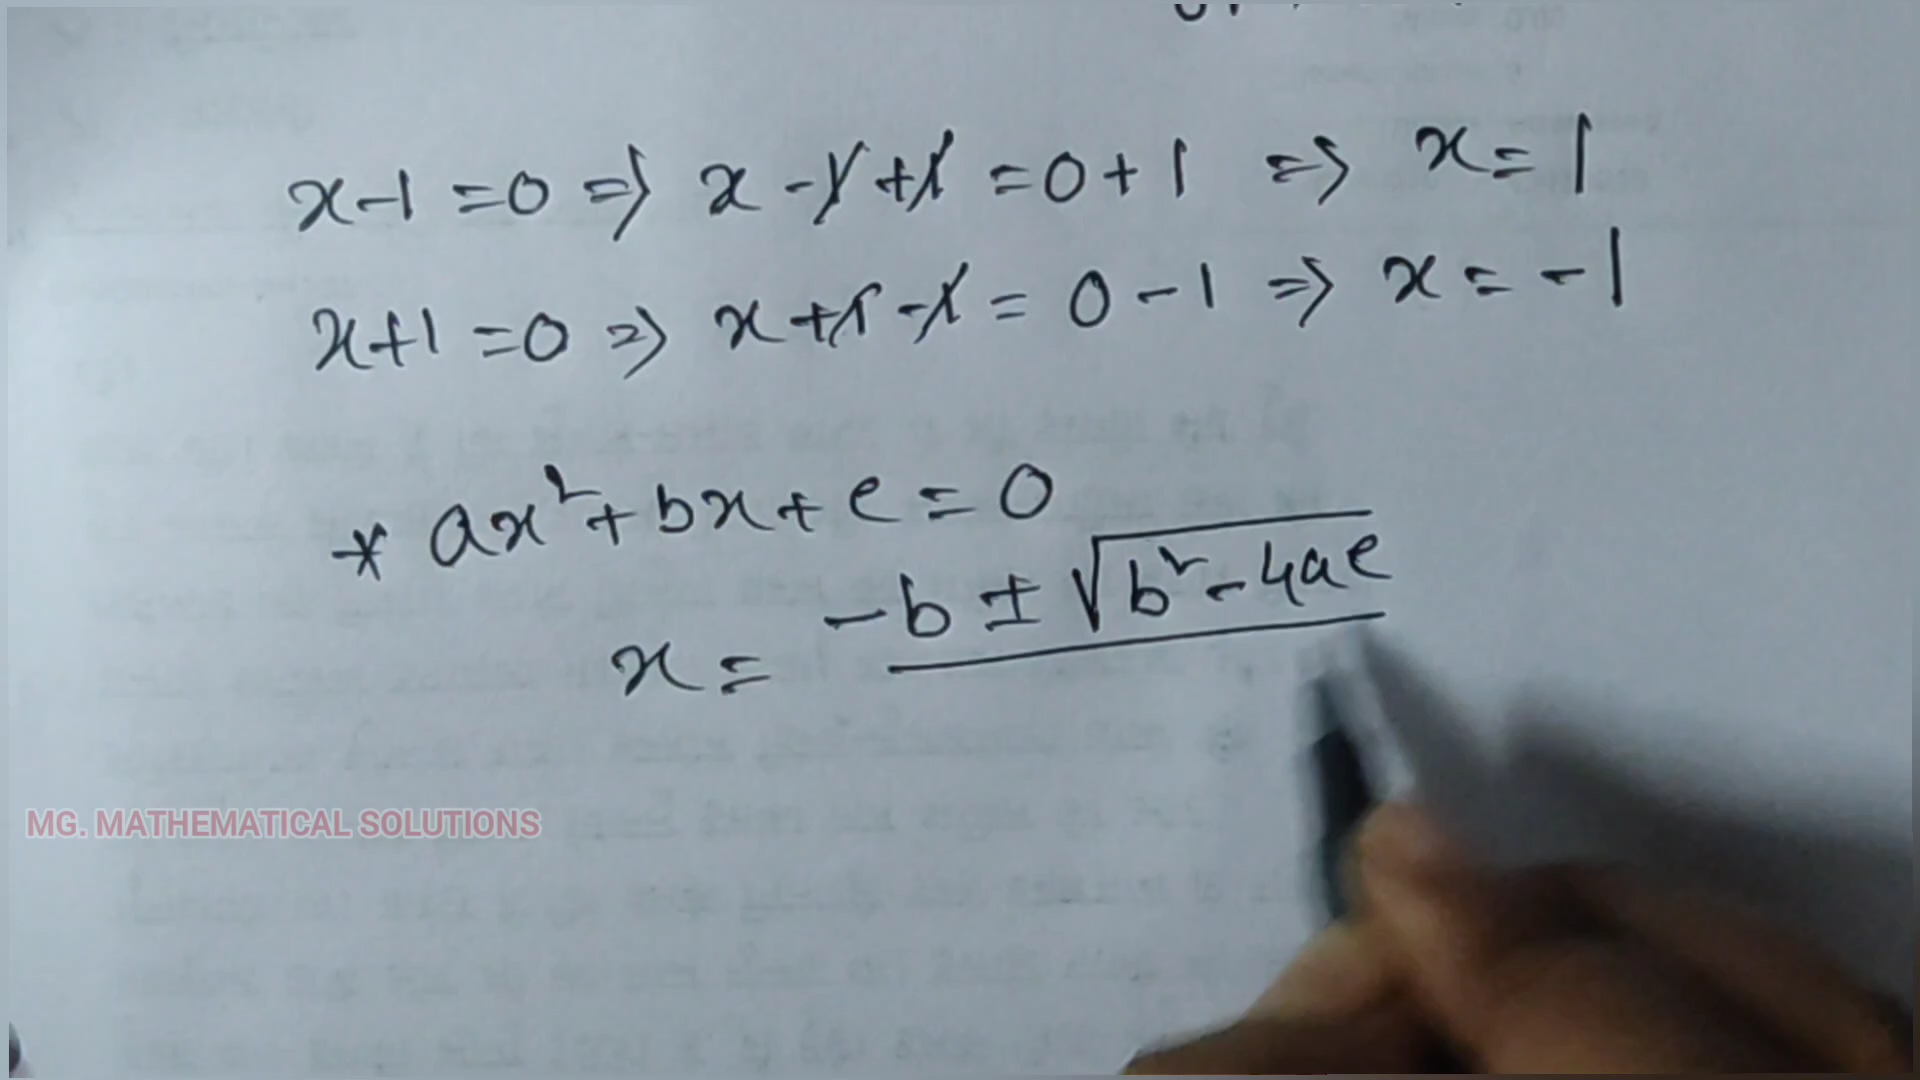 x-1=0 => x-1+1=0+1 => x=1
x+1=0 => x+1-1=0-1 => x=-1
* ax²+bx+c=0
x = -b ± √b²-4ac
MG. MATHEMATICAL SOLUTIONS